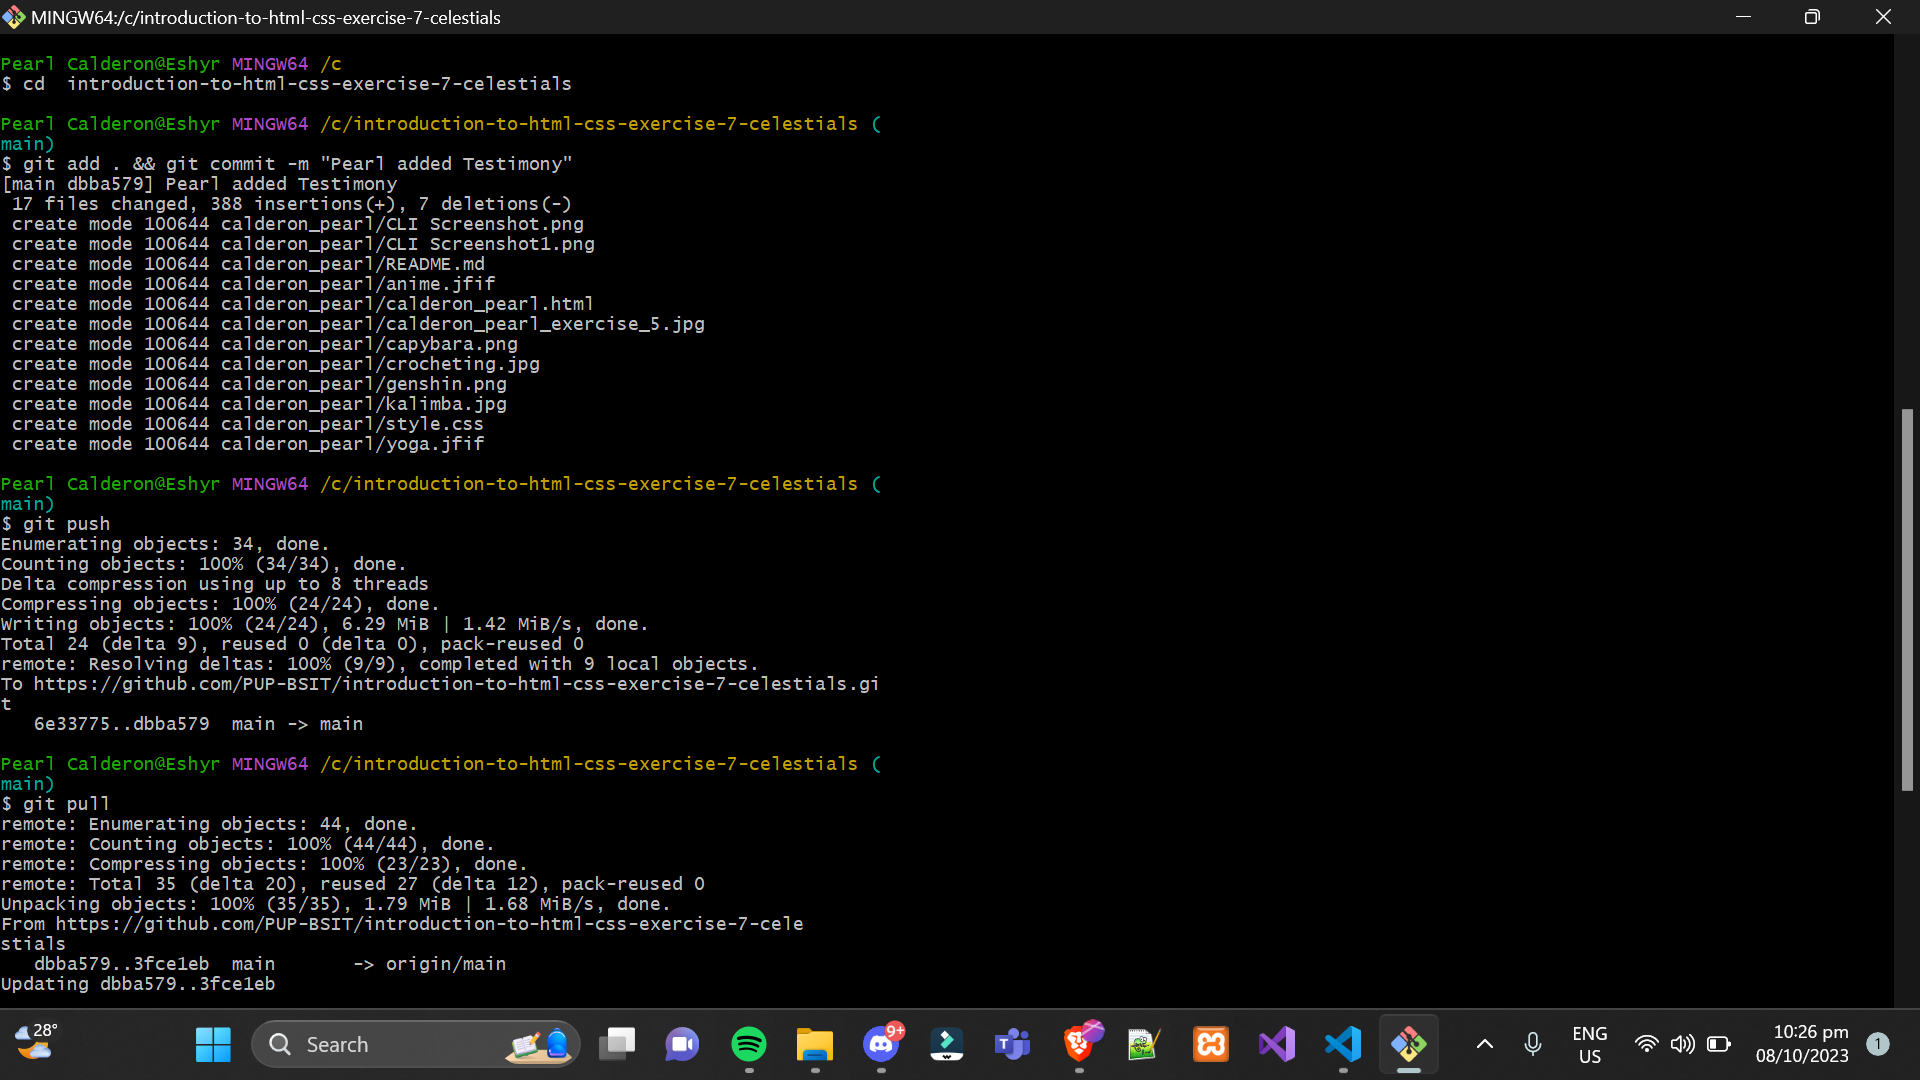 MINGW64:/c/introduction-to-html-css-exercise-7-celestials
Pearl Calderon@Eshyr MINGW64 /c
$ cd  introduction-to-html-css-exercise-7-celestials
Pearl Calderon@Eshyr MINGW64 /c/introduction-to-html-css-exercise-7-celestials (
main)
$ git add . && git commit -m "Pearl added Testimony"
[main dbba579] Pearl added Testimony
 17 files changed, 388 insertions(+), 7 deletions(-)
 create mode 100644 calderon_pearl/CLI Screenshot.png
 create mode 100644 calderon_pearl/CLI Screenshot1.png
 create mode 100644 calderon_pearl/README.md
 create mode 100644 calderon_pearl/anime.jfif
 create mode 100644 calderon_pearl/calderon_pearl.html
 create mode 100644 calderon_pearl/calderon_pearl_exercise_5.jpg
 create mode 100644 calderon_pearl/capybara.png
 create mode 100644 calderon_pearl/crocheting.jpg
 create mode 100644 calderon_pearl/genshin.png
 create mode 100644 calderon_pearl/kalimba.jpg
 create mode 100644 calderon_pearl/style.css
 create mode 100644 calderon_pearl/yoga.jfif
Pearl Calderon@Eshyr MINGW64 /c/introduction-to-html-css-exercise-7-celestials (
main)
$ git push
Enumerating objects: 34, done.
Counting objects: 100% (34/34), done.
Delta compression using up to 8 threads
Compressing objects: 100% (24/24), done.
Writing objects: 100% (24/24), 6.29 MiB | 1.42 MiB/s, done.
Total 24 (delta 9), reused 0 (delta 0), pack-reused 0
remote: Resolving deltas: 100% (9/9), completed with 9 local objects.
To https://github.com/PUP-BSIT/introduction-to-html-css-exercise-7-celestials.gi
t
   6e33775..dbba579  main -> main
Pearl Calderon@Eshyr MINGW64 /c/introduction-to-html-css-exercise-7-celestials (
main)
$ git pull
remote: Enumerating objects: 44, done.
remote: Counting objects: 100% (44/44), done.
remote: Compressing objects: 100% (23/23), done.
remote: Total 35 (delta 20), reused 27 (delta 12), pack-reused 0
Unpacking objects: 100% (35/35), 1.79 MiB | 1.68 MiB/s, done.
From https://github.com/PUP-BSIT/introduction-to-html-css-exercise-7-cele
stials
   dbba579..3fce1eb  main       -> origin/main
Updating dbba579..3fce1eb
28°
Search
9+
ENG
US
10:26 pm
08/10/2023
1